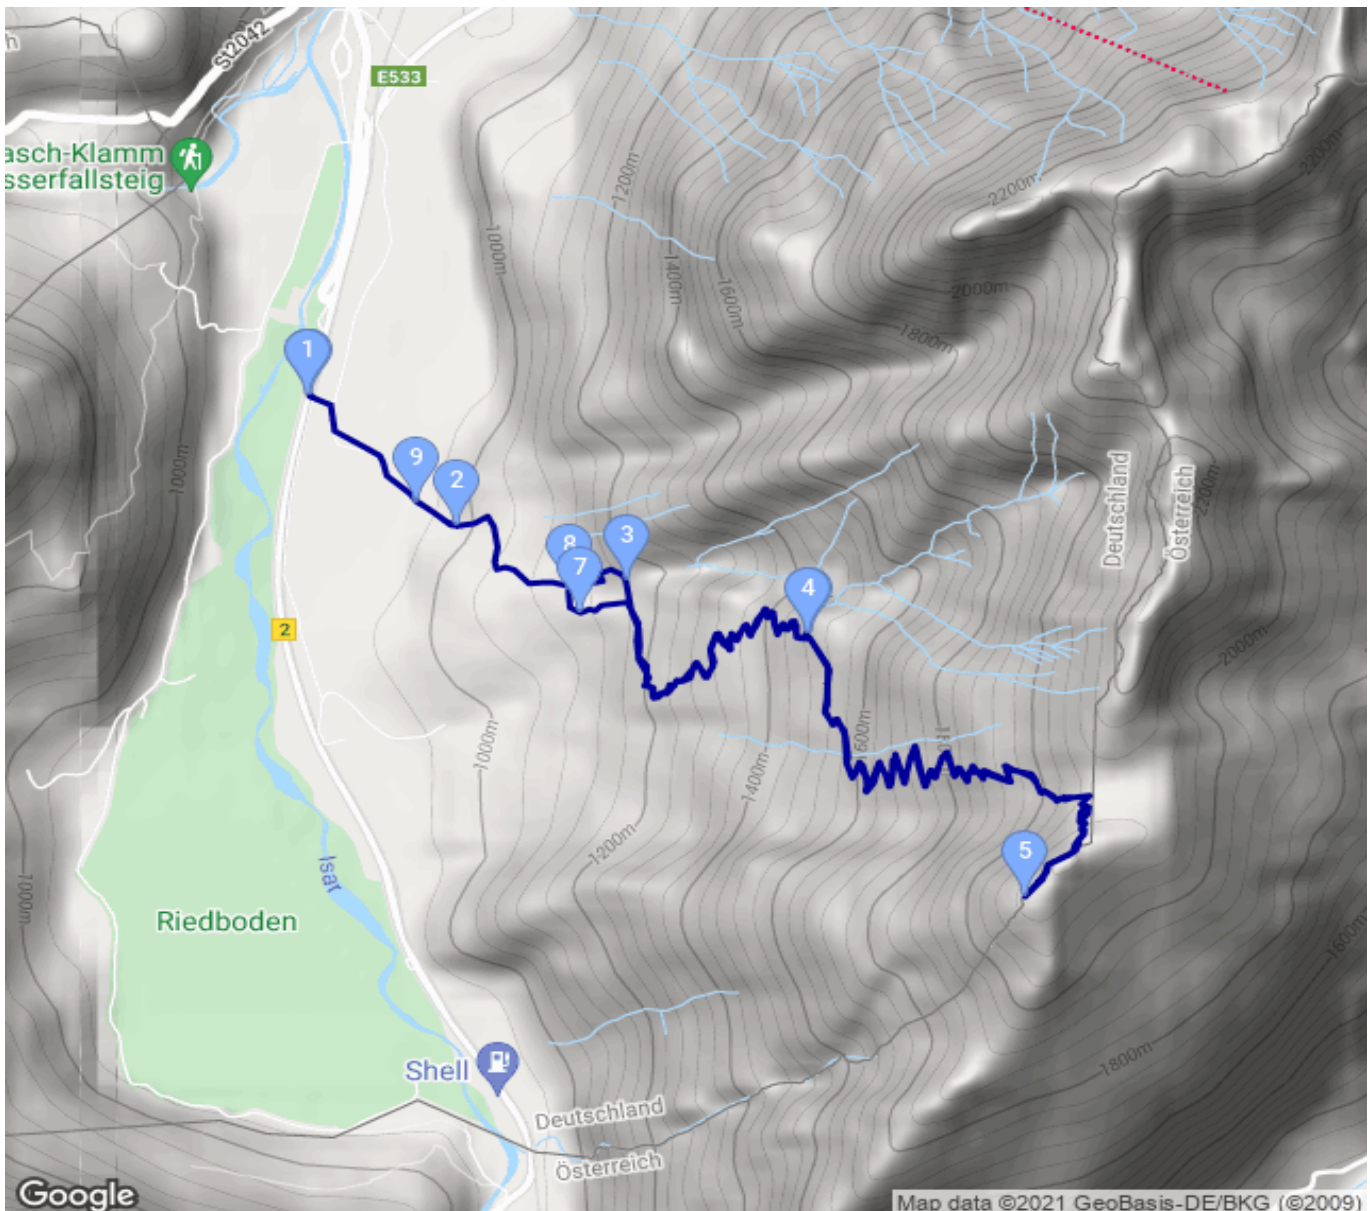 h
St2042
E533
asch-Klamm
sserfallsteig
1200m
2200m
2200m
1000m
1400m
1600m
2000m
1800m
1
1000m
9
2
Deutschland
Österreich
2200m
8
3
7
4
2
2000m
1000m
1600m
1400m
1200m
5
Isar
1000m
Riedboden
1600m
Shell
1800m
Deutschland
Österreich
Google
Map data ©2021 GeoBasis-DE/BKG (©2009)